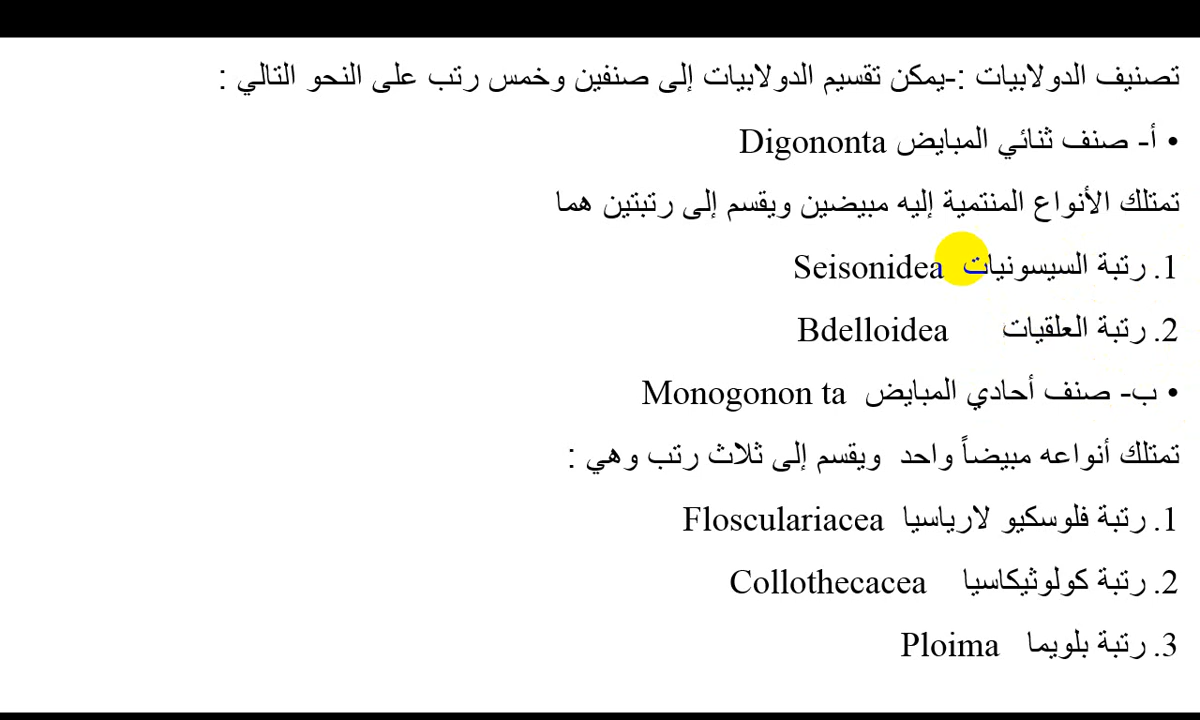 تصنيف الدولابيات :-يمكن تقسيم الدولابيات إلى صنفين وخمس رتب على النحو التالي :
• أ- صنف ثنائي المبايض Digononta
تمتلك الأنواع المنتمية إليه مبيضين ويقسم إلى رتبتين هما
1. رتبة السيسونيات Seisonidea
2. رتبة العلقيات Bdelloidea
• ب- صنف أحادي المبايض Monogonon ta
تمتلك أنواعه مبيضاً واحد ويقسم إلى ثلاث رتب وهي :
1. رتبة فلوسكيو لارياسيا Flosculariacea
2. رتبة كولوثيكاسيا Collothecacea
3. رتبة بلويما Ploima